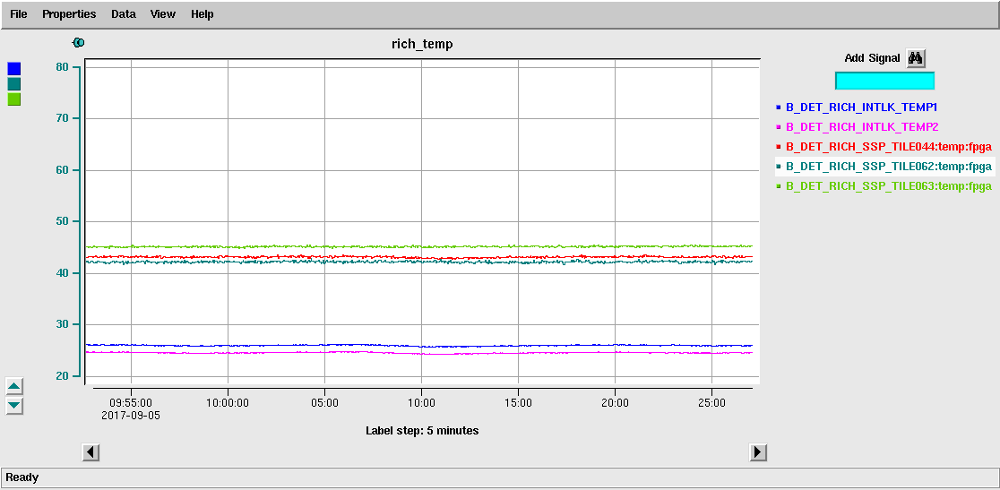 File Properties Data View Help
rich_temp
Add Signal
80
70
60
50
40
30
20
B_DET_RICH_INTLK_TEMP1
B_DET_RICH_INTLK_TEMP2
B_DET_RICH_SSP_TILE044:temp:fpga
B_DET_RICH_SSP_TILE062:temp:fpga
B_DET_RICH_SSP_TILE063:temp:fpga
09:55:00 10:00:00 05:00 10:00 15:00 20:00 25:00
2017-09-05
Label step: 5 minutes
Ready